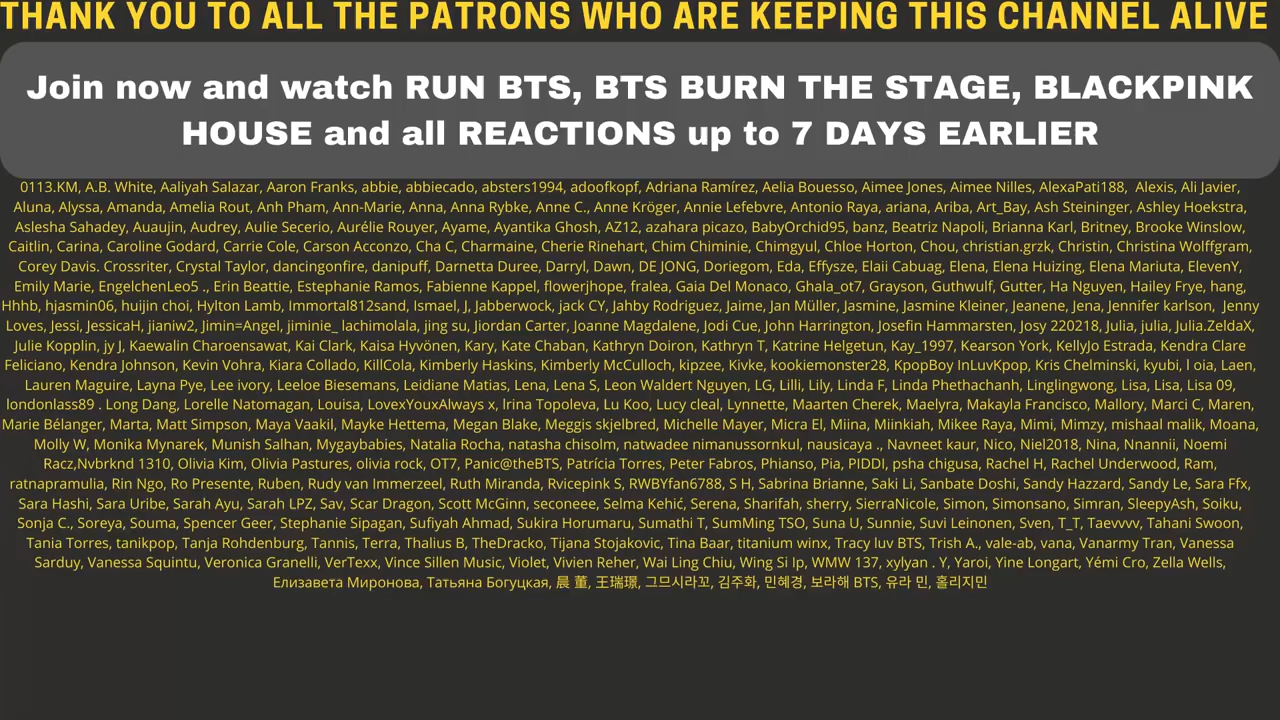 THANK YOU TO ALL THE PATRONS WHO ARE KEEPING THIS CHANNEL ALIVE
Join now and watch RUN BTS, BTS BURN THE STAGE, BLACKPINK
HOUSE and all REACTIONS up to 7 DAYS EARLIER
0113.KM, A.B. White, Aaliyah Salazar, Aaron Franks, abbie, abbiecado, absters1994, adoofkopf, Adriana Ramírez, Aelia Bouesso, Aimee Jones, Aimee Nilles, AlexaPati188, Alexis, Ali Javier,
Aluna, Alyssa, Amanda, Amelia Rout, Anh Pham, Ann-Marie, Anna, Anna Rybke, Anne C., Anne Kröger, Annie Lefebvre, Antonio Raya, ariana, Ariba, Art_Bay, Ash Steininger, Ashley Hoekstra,
Aslesha Sahadey, Auaujin, Audrey, Aulie Secerio, Aurélie Rouyer, Ayame, Ayantika Ghosh, AZ12, azahara picazo, BabyOrchid95, banz, Beatriz Napoli, Brianna Karl, Britney, Brooke Winslow,
Caitlin, Carina, Caroline Godard, Carrie Cole, Carson Acconzo, Cha C, Charmaine, Cherie Rinehart, Chim Chiminie, Chimgyul, Chloe Horton, Chou, christian.grzk, Christin, Christina Wolffgram,
Corey Davis. Crossriter, Crystal Taylor, dancingonfire, danipuff, Darnetta Duree, Darryl, Dawn, DE JONG, Doriegom, Eda, Effysze, Elaii Cabuag, Elena, Elena Huizing, Elena Mariuta, ElevenY,
Emily Marie, EngelchenLeo5 ., Erin Beattie, Estephanie Ramos, Fabienne Kappel, flowerjhope, fralea, Gaia Del Monaco, Ghala_ot7, Grayson, Guthwulf, Gutter, Ha Nguyen, Hailey Frye, hang,
Hhhb, hjasmin06, huijin choi, Hylton Lamb, Immortal812sand, Ismael, J, Jabberwock, jack CY, Jahby Rodriguez, Jaime, Jan Müller, Jasmine, Jasmine Kleiner, Jeanene, Jena, Jennifer karlson, Jenny
Loves, Jessi, JessicaH, jianiw2, Jimin=Angel, jiminie_ lachimolala, jing su, Jiordan Carter, Joanne Magdalene, Jodi Cue, John Harrington, Josefin Hammarsten, Josy 220218, Julia, julia, Julia.ZeldaX,
Julie Kopplin, jy J, Kaewalin Charoensawat, Kai Clark, Kaisa Hyvönen, Kary, Kate Chaban, Kathryn Doiron, Kathryn T, Katrine Helgetun, Kay_1997, Kearson York, KellyJo Estrada, Kendra Clare
Feliciano, Kendra Johnson, Kevin Vohra, Kiara Collado, KillCola, Kimberly Haskins, Kimberly McCulloch, kipzee, Kivke, kookiemonster28, KpopBoy InLuvKpop, Kris Chelminski, kyubi, l oia, Laen,
Lauren Maguire, Layna Pye, Lee ivory, Leeloe Biesemans, Leidiane Matias, Lena, Lena S, Leon Waldert Nguyen, LG, Lilli, Lily, Linda F, Linda Phethachanh, Linglingwong, Lisa, Lisa, Lisa 09,
londonlass89 . Long Dang, Lorelle Natomagan, Louisa, LovexYouxAlways x, lrina Topoleva, Lu Koo, Lucy cleal, Lynnette, Maarten Cherek, Maelyra, Makayla Francisco, Mallory, Marci C, Maren,
Marie Bélanger, Marta, Matt Simpson, Maya Vaakil, Mayke Hettema, Megan Blake, Meggis skjelbred, Michelle Mayer, Micra El, Miina, Miinkiah, Mikee Raya, Mimi, Mimzy, mishaal malik, Moana,
Molly W, Monika Mynarek, Munish Salhan, Mygaybabies, Natalia Rocha, natasha chisolm, natwadee nimanussornkul, nausicaya ., Navneet kaur, Nico, Niel2018, Nina, Nnannii, Noemi
Racz,Nvbrknd 1310, Olivia Kim, Olivia Pastures, olivia rock, OT7, Panic@theBTS, Patrícia Torres, Peter Fabros, Phianso, Pia, PIDDI, psha chigusa, Rachel H, Rachel Underwood, Ram,
ratnapramulia, Rin Ngo, Ro Presente, Ruben, Rudy van Immerzeel, Ruth Miranda, Rvicepink S, RWBYfan6788, S H, Sabrina Brianne, Saki Li, Sanbate Doshi, Sandy Hazzard, Sandy Le, Sara Ffx,
Sara Hashi, Sara Uribe, Sarah Ayu, Sarah LPZ, Sav, Scar Dragon, Scott McGinn, seconeee, Selma Kehić, Serena, Sharifah, sherry, SierraNicole, Simon, Simonsano, Simran, SleepyAsh, Soiku,
Sonja C., Soreya, Souma, Spencer Geer, Stephanie Sipagan, Sufiyah Ahmad, Sukira Horumaru, Sumathi T, SumMing TSO, Suna U, Sunnie, Suvi Leinonen, Sven, T_T, Taevvvv, Tahani Swoon,
Tania Torres, tanikpop, Tanja Rohdenburg, Tannis, Terra, Thalius B, TheDracko, Tijana Stojakovic, Tina Baar, titanium winx, Tracy luv BTS, Trish A., vale-ab, vana, Vanarmy Tran, Vanessa
Sarduy, Vanessa Squintu, Veronica Granelli, VerTexx, Vince Sillen Music, Violet, Vivien Reher, Wai Ling Chiu, Wing Si Ip, WMW 137, xylyan . Y, Yaroi, Yine Longart, Yémi Cro, Zella Wells,
Елизавета Миронова, Татьяна Богуцкая, 晨 董, 王瑞璟, 그므시라꼬, 김주화, 민혜경, 보라해 BTS, 유라 민, 홀리지민